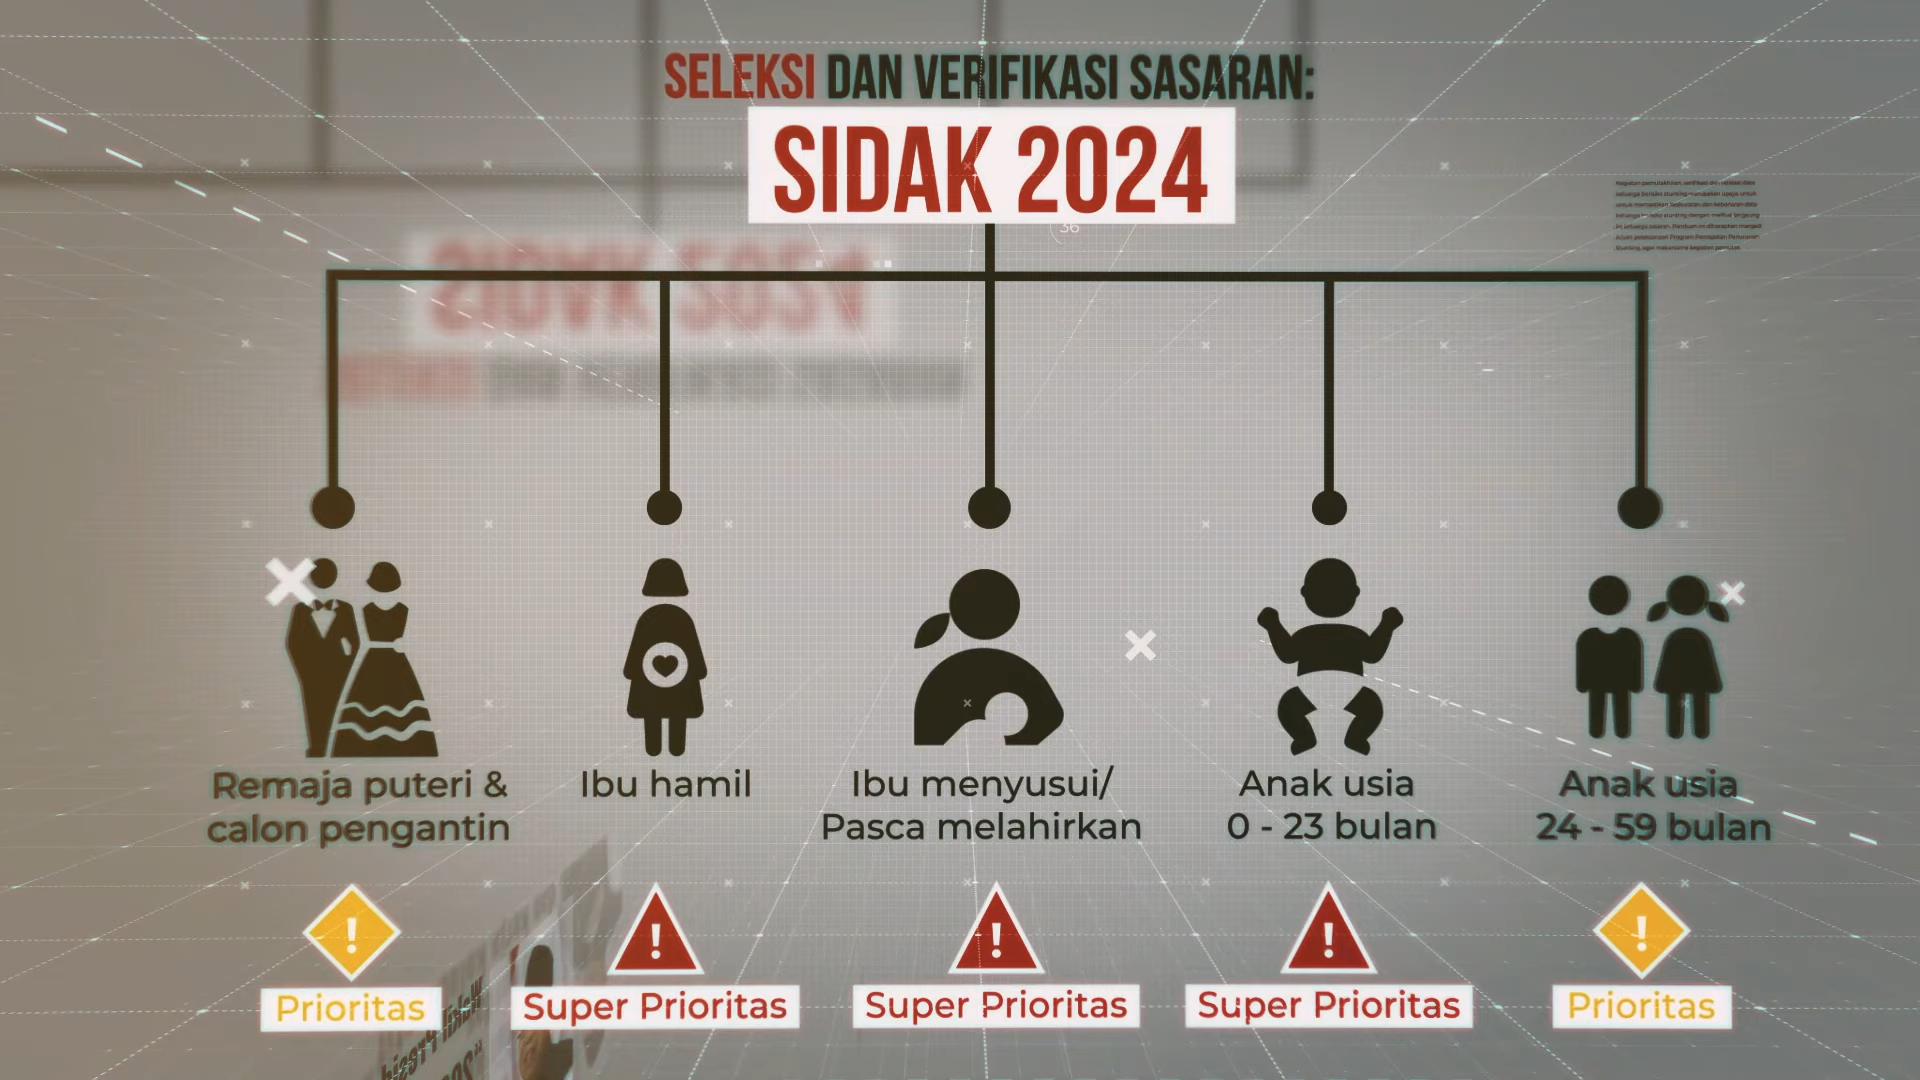 SELEKSI DAN VERIFIKASI SASARAN:
SIDAK 2024
36
Remaja puteri &
calon pengantin
Ibu hamil
Ibu menyusui/
Pasca melahirkan
Anak usia
0 - 23 bulan
Anak usia
24 - 59 bulan
Prioritas
Super Prioritas
Super Prioritas
Super Prioritas
Prioritas